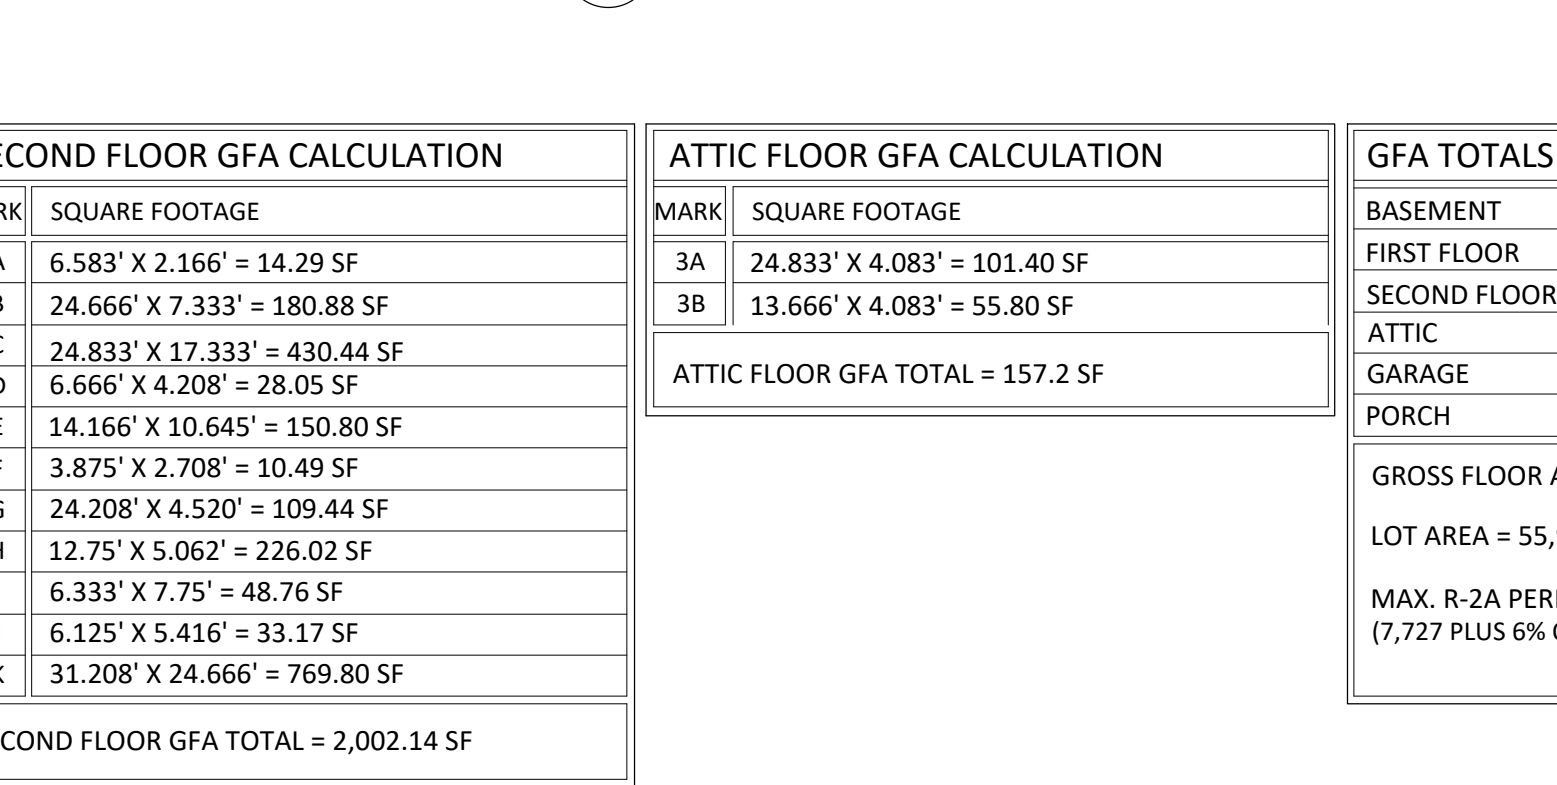 ECOND FLOOR GFA CALCULATION
RK SQUARE FOOTAGE
A 6.583' X 2.166' = 14.29 SF
B 24.666' X 7.333' = 180.88 SF
C 24.833' X 17.333' = 430.44 SF
D 6.666' X 4.208' = 28.05 SF
E 14.166' X 10.645' = 150.80 SF
F 3.875' X 2.708' = 10.49 SF
G 24.208' X 4.520' = 109.44 SF
H 12.75' X 5.062' = 226.02 SF
6.333' X 7.75' = 48.76 SF
6.125' X 5.416' = 33.17 SF
K 31.208' X 24.666' = 769.80 SF
COND FLOOR GFA TOTAL = 2,002.14 SF
ATTIC FLOOR GFA CALCULATION
MARK SQUARE FOOTAGE
3A 24.833' X 4.083' = 101.40 SF
3B 13.666' X 4.083' = 55.80 SF
ATTIC FLOOR GFA TOTAL = 157.2 SF
GFA TOTALS
BASEMENT
FIRST FLOOR
SECOND FLOOR
ATTIC
GARAGE
PORCH
GROSS FLOOR
LOT AREA = 55,
MAX. R-2A PER
(7,727 PLUS 6%